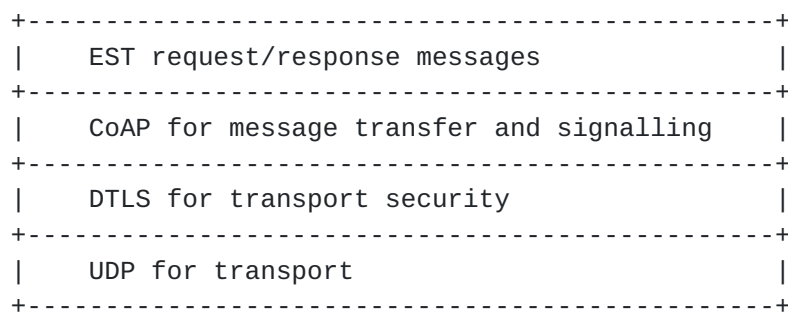 +------------------------------------------------+
|    EST request/response messages               |
+------------------------------------------------+
|    CoAP for message transfer and signalling    |
+------------------------------------------------+
|    DTLS for transport security                 |
+------------------------------------------------+
|    UDP for transport                           |
+------------------------------------------------+